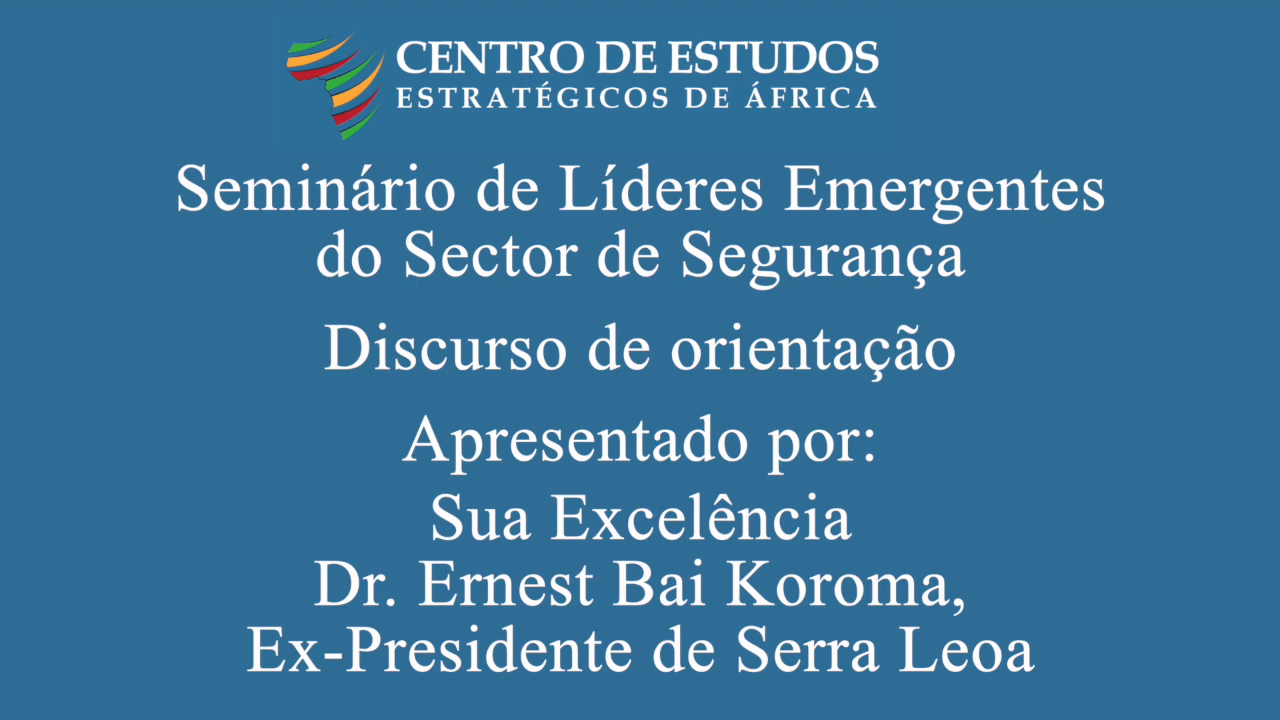 CENTRO DE ESTUDOS
ESTRATÉGICOS DE ÁFRICA
Seminário de Líderes Emergentes
do Sector de Segurança
Discurso de orientação
Apresentado por:
Sua Excelência
Dr. Ernest Bai Koroma,
Ex-Presidente de Serra Leoa